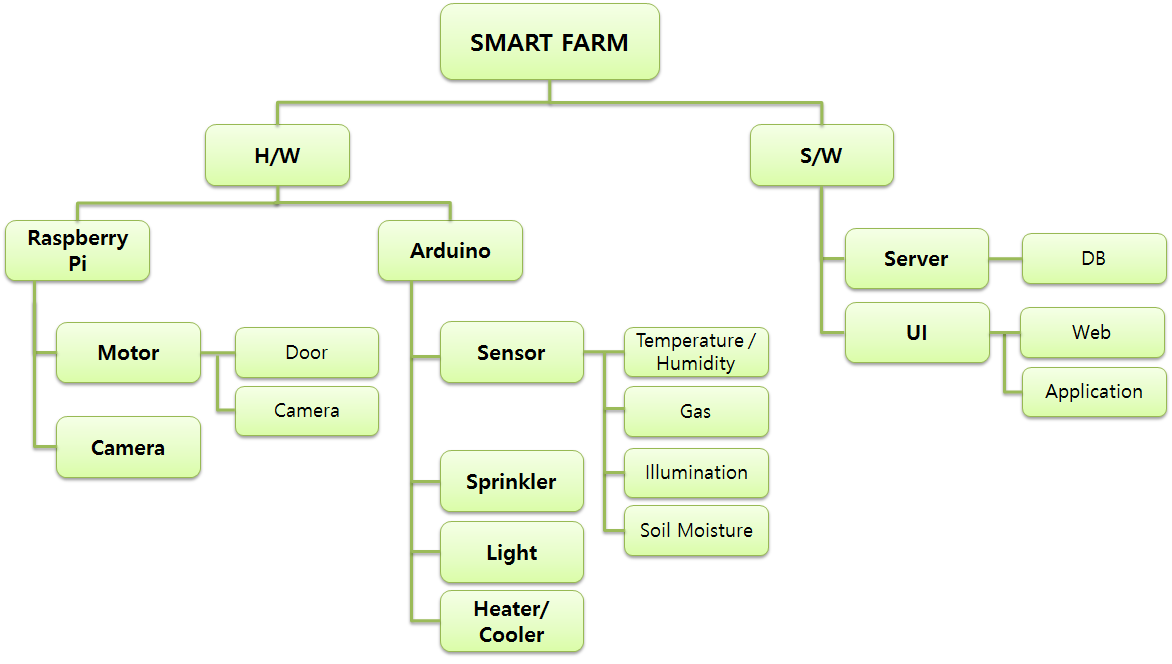 SMART FARM
H/W
S/W
Raspberry
Pi
Arduino
Server
DB
UI
Web
Application
Motor
Door
Camera
Camera
Sensor
Temperature /
Humidity
Gas
Illumination
Soil Moisture
Sprinkler
Light
Heater/
Cooler